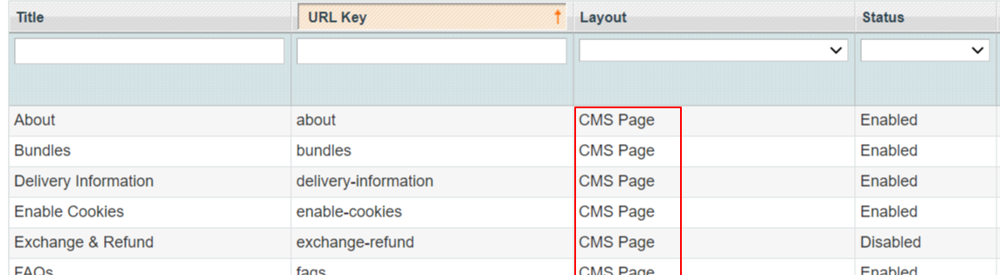 Title URL Key Layout Status
About about CMS Page Enabled
Bundles bundles CMS Page Enabled
Delivery Information delivery-information CMS Page Enabled
Enable Cookies enable-cookies CMS Page Enabled
Exchange & Refund exchange-refund CMS Page Disabled
FAQs faqs CMS Page Enabled